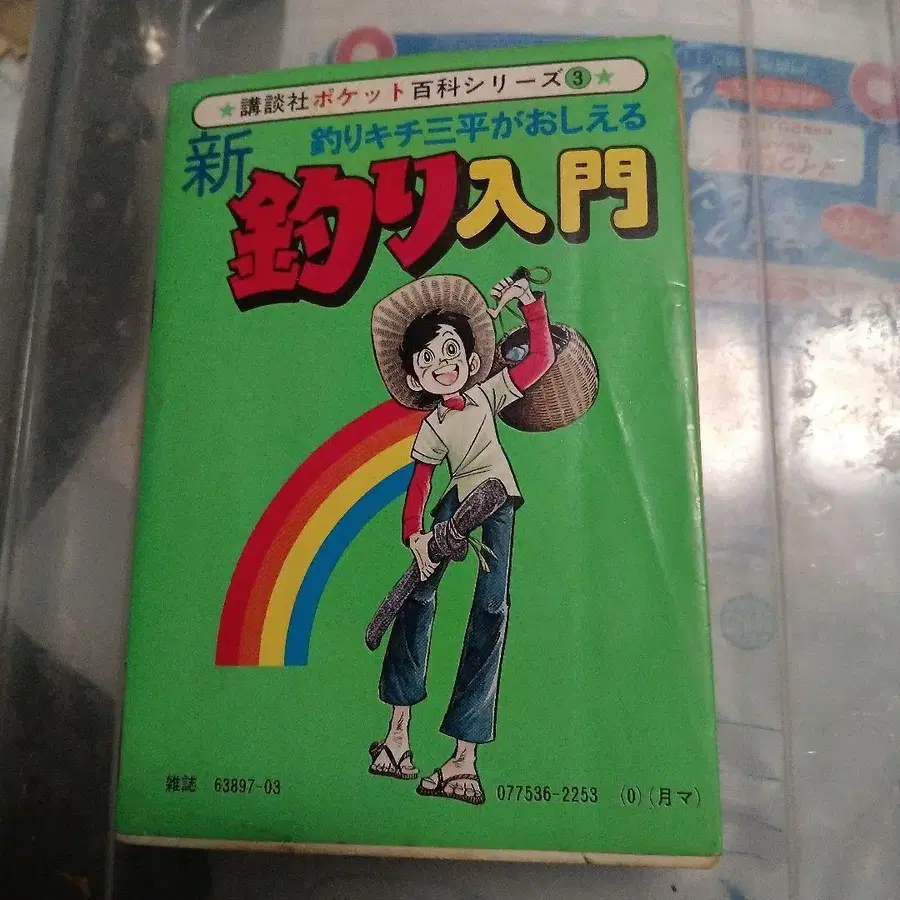 ★講談社ポケット百科シリーズ③★
釣りキチ三平がおしえる
新釣り入門
雑誌 63897-03
077536-2253 (0)(月マ)